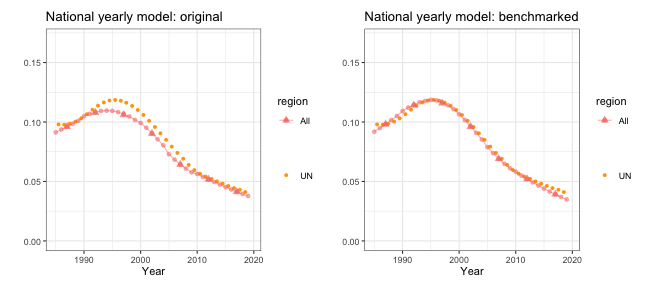 National yearly model: original
0.15
0.10
0.05
0.00
1990 2000 2010 2020
Year
region
All
UN
National yearly model: benchmarked
0.15
0.10
0.05
0.00
1990 2000 2010 2020
Year
region
All
UN